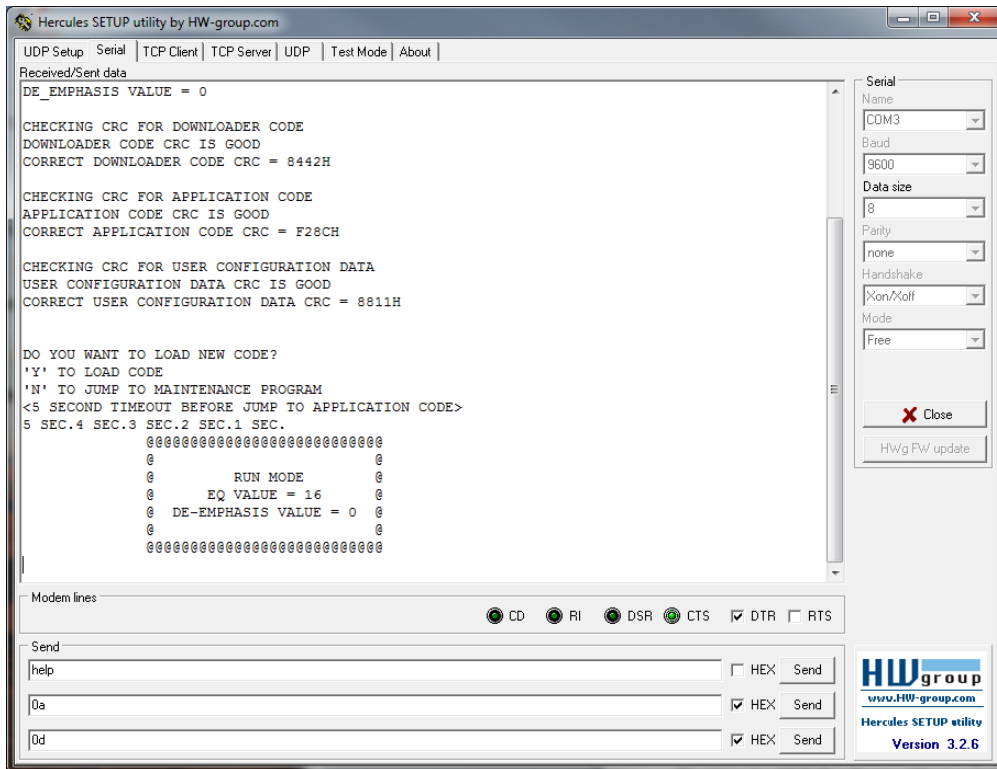 Hercules SETUP utility by HW-group.com
UDP Setup Serial TCP Client TCP Server UDP Test Mode About
Received/Sent data
DE_EMPHASIS VALUE = 0
CHECKING CRC FOR DOWNLOADER CODE
DOWNLOADER CODE CRC IS GOOD
CORRECT DOWNLOADER CODE CRC = 8442H
CHECKING CRC FOR APPLICATION CODE
APPLICATION CODE CRC IS GOOD
CORRECT APPLICATION CODE CRC = F28CH
CHECKING CRC FOR USER CONFIGURATION DATA
USER CONFIGURATION DATA CRC IS GOOD
CORRECT USER CONFIGURATION DATA CRC = 8811H
DO YOU WANT TO LOAD NEW CODE?
'Y' TO LOAD CODE
'N' TO JUMP TO MAINTENANCE PROGRAM
<5 SECOND TIMEOUT BEFORE JUMP TO APPLICATION CODE>
5 SEC.4 SEC.3 SEC.2 SEC.1 SEC.
@@@@@@@@@@@@@@@@@@@@@@@@@@@
@                         @
@         RUN MODE        @
@      EQ VALUE = 16      @
@  DE-EMPHASIS VALUE = 0  @
@                         @
@@@@@@@@@@@@@@@@@@@@@@@@@@@
Serial
Name
COM3
Baud
9600
Data size
8
Parity
none
Handshake
Xon/Xoff
Mode
Free
Close
HWg FW update
Modem lines
CD RI DSR CTS DTR RTS
Send
help HEX Send
0a HEX Send
0d HEX Send
HW group
www.HW-group.com
Hercules SETUP utility
Version 3.2.6